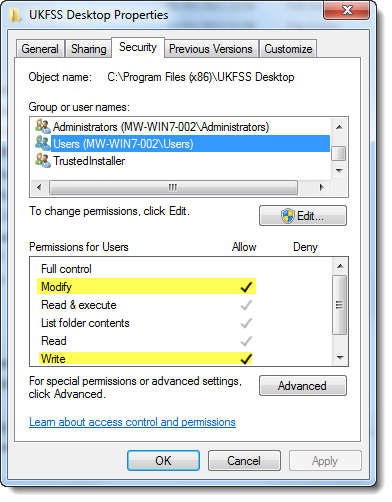 UKFSS Desktop Properties
General Sharing Security Previous Versions Customize
Object name: C:\Program Files (x86)\UKFSS Desktop
Group or user names:
Administrators (MW-WIN7-002\Administrators)
Users (MW-WIN7-002\Users)
TrustedInstaller
To change permissions, click Edit.
Edit...
Permissions for Users Allow Deny
Full control
Modify
Read & execute
List folder contents
Read
Write
For special permissions or advanced settings,
click Advanced.
Advanced
Learn about access control and permissions
OK Cancel Apply